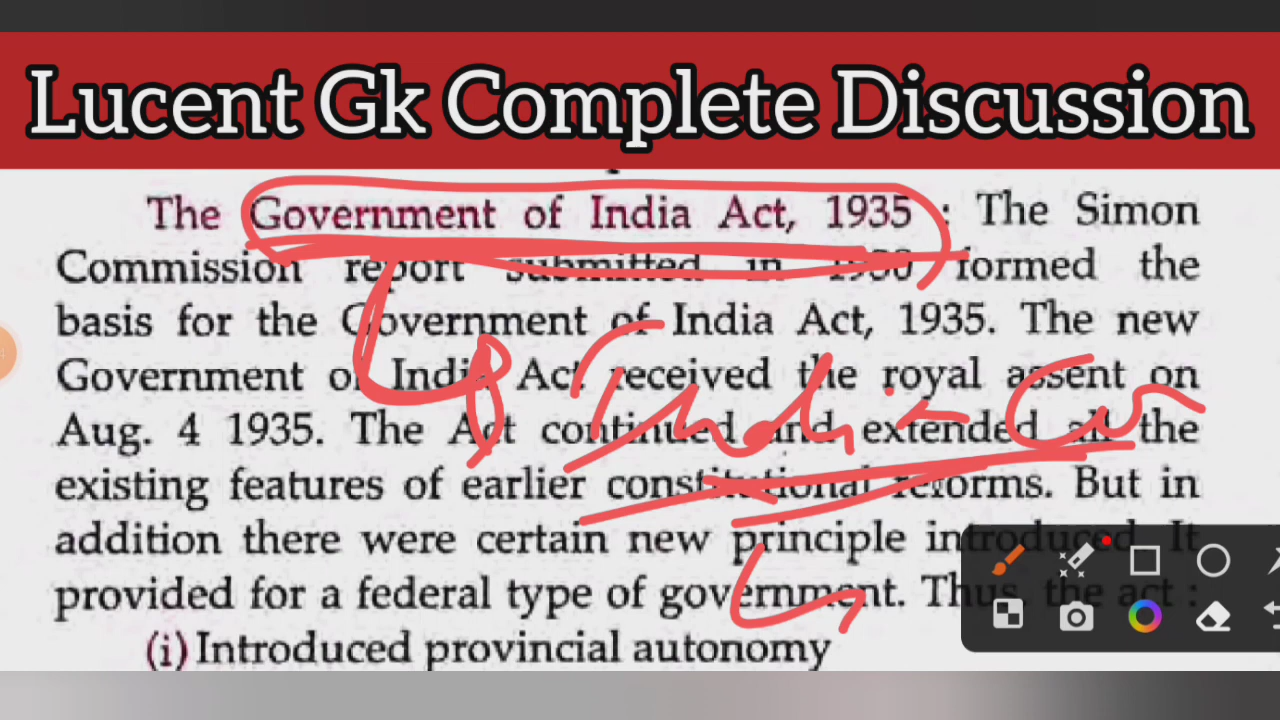 Lucent Gk Complete Discussion
The Government of India Act, 1935 : The Simon
Commission report submitted in 1930 formed the
basis for the Government of India Act, 1935. The new
Government of India Act received the royal assent on
Aug. 4 1935. The Act continued and extended all the
existing features of earlier constitutional reforms. But in
addition there were certain new principle introduced. It
provided for a federal type of government. Thus, the act :
(i) Introduced provincial autonomy